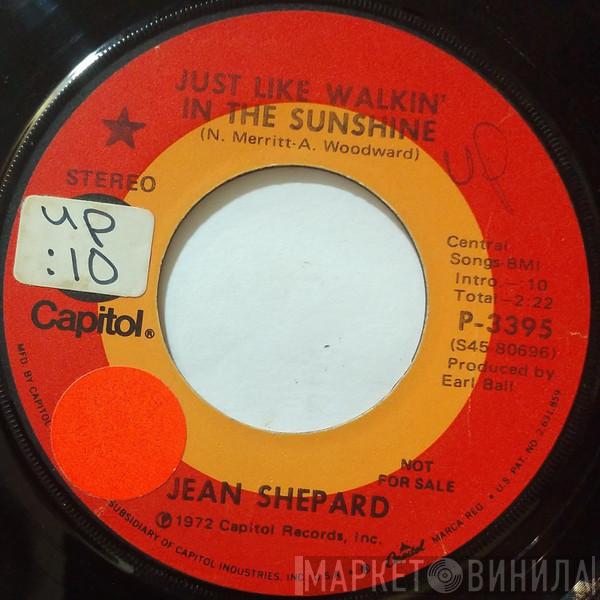 JUST LIKE WALKIN'
IN THE SUNSHINE
(N. Merritt-A. Woodward)
STEREO
up
:10
up
Capitol®
Central
Songs-BMI
Intro.-:10
Total-2:22
P-3395
(S45-80696)
Produced by
Earl Ball
NOT
FOR SALE
JEAN SHEPARD
℗1972 Capitol Records, Inc.
MFD. BY CAPITOL
SUBSIDIARY OF CAPITOL INDUSTRIES, INC., U.S.A. • ® Capitol MARCA REG. • U.S. PAT. NO. 2,631,859
МАРКЕТ ВИНИЛА